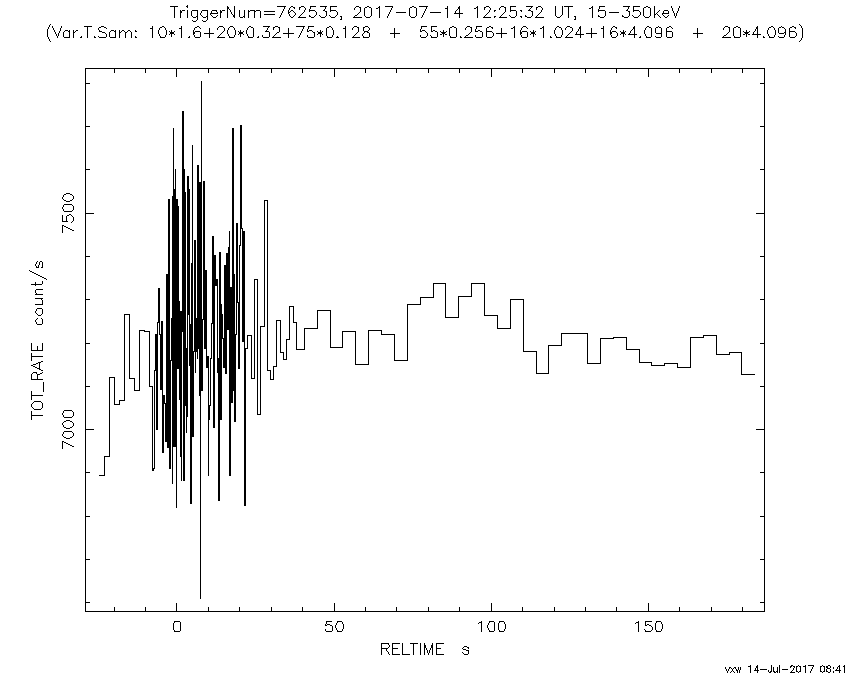 TriggerNum=762535, 2017-07-14 12:25:32 UT, 15-350keV
(Var.T.Sam: 10*1.6+20*0.32+75*0.128 + 55*0.256+16*1.024+16*4.096 + 20*4.096)
7500
TOT_RATE count/s
7000
0 50 100 150
RELTIME s
vxw 14-Jul-2017 08:41